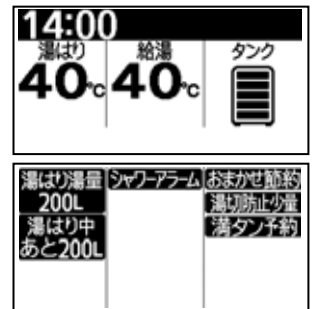 14:00
湯はり 給湯 タンク
40℃ 40℃
湯はり湯量 シャワーアラーム おまかせ節約
200L 湯切防止少量
湯はり中 満タン予約
あと200L